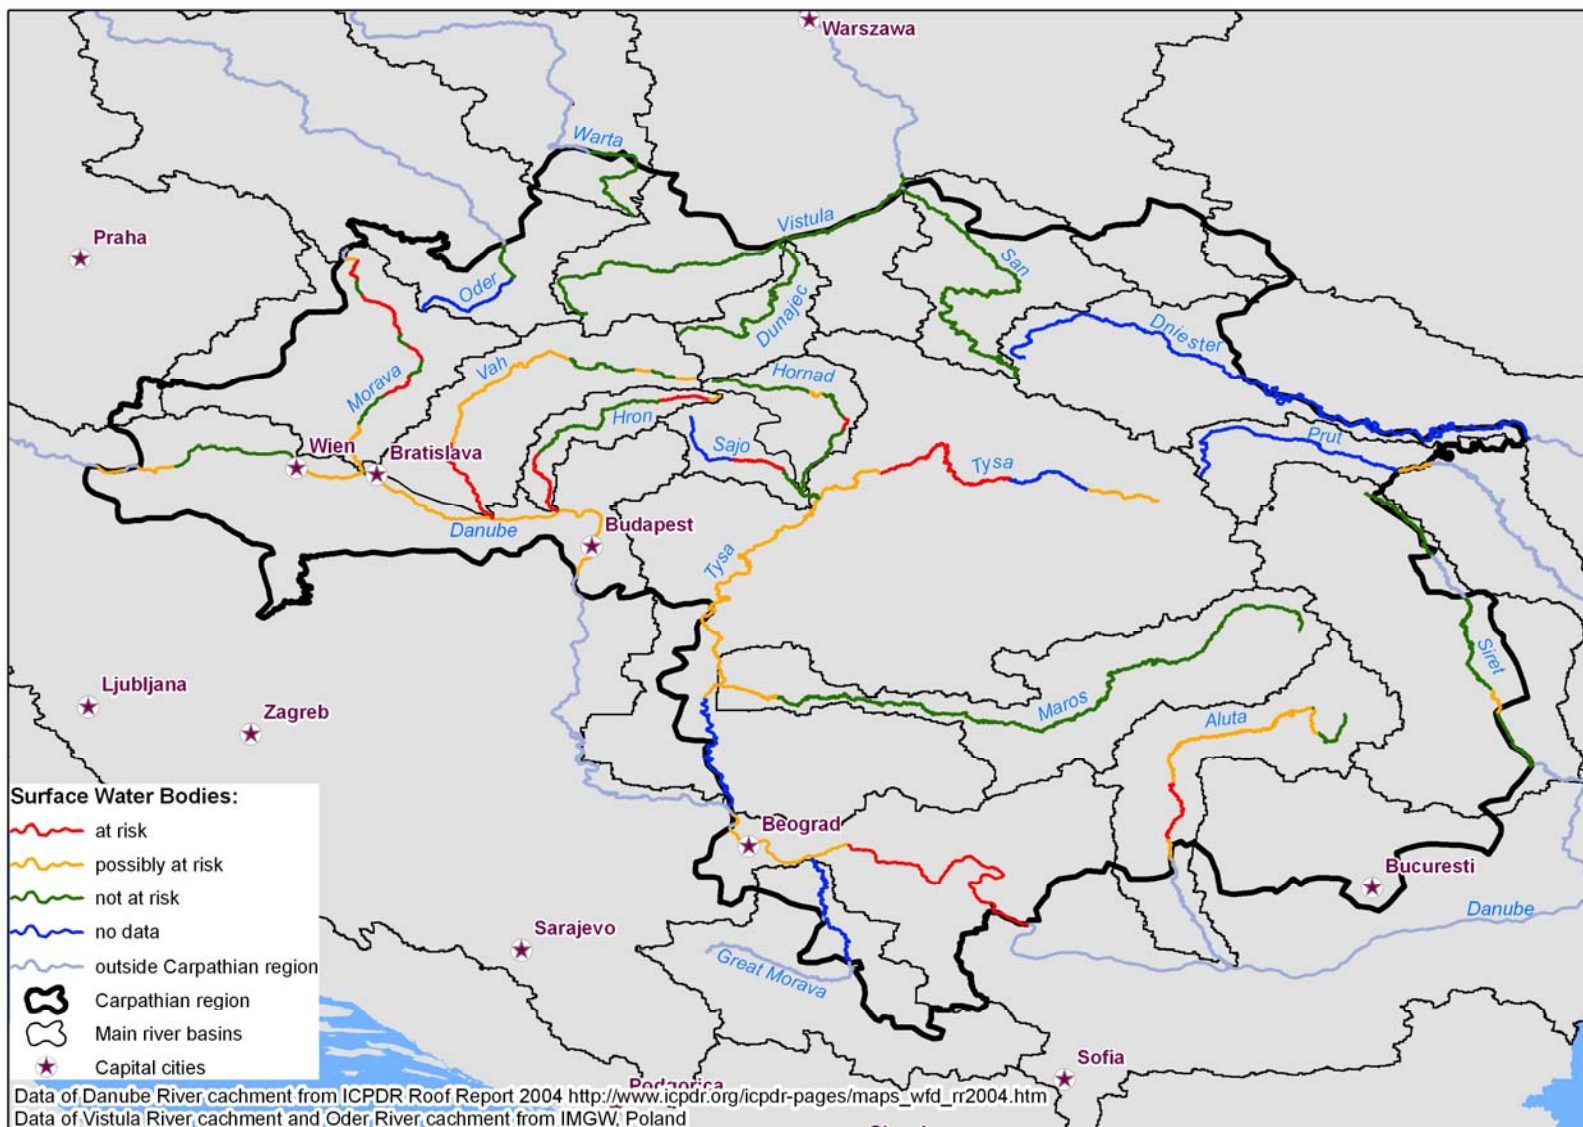 Warszawa
Warta
Vistula
Praha
San
Oder
Dunajec
Dniester
Vah
Hornad
Morava
Hron
Prut
Wien
Bratislava
Sajo
Tysa
Danube
Budapest
Tysa
Siret
Ljubljana
Maros
Zagreb
Aluta
Surface Water Bodies:
at risk
Beograd
possibly at risk
Bucuresti
not at risk
Danube
no data
Sarajevo
outside Carpathian region
Great Morava
Carpathian region
Main river basins
Sofia
Capital cities
Podgorica
Data of Danube River cachment from ICPDR Roof Report 2004 http://www.icpdr.org/icpdr-pages/maps_wfd_rr2004.htm
Data of Vistula River cachment and Oder River cachment from IMGW, Poland